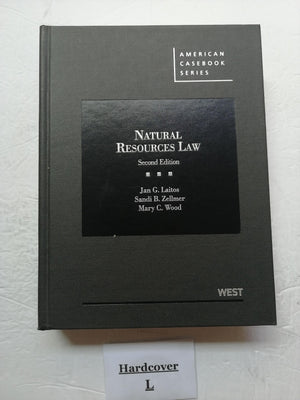 AMERICAN
CASEBOOK
SERIES
NATURAL
RESOURCES LAW
Second Edition
Jan G. Laitos
Sandi B. Zellmer
Mary C. Wood
WEST
Hardcover
L